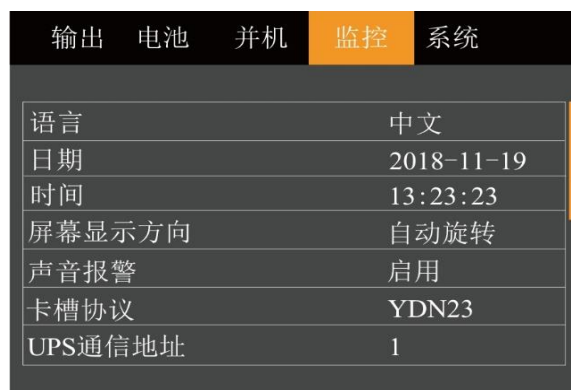 输出 电池 并机 监控 系统
语言 中文
日期 2018-11-19
时间 13:23:23
屏幕显示方向 自动旋转
声音报警 启用
卡槽协议 YDN23
UPS通信地址 1